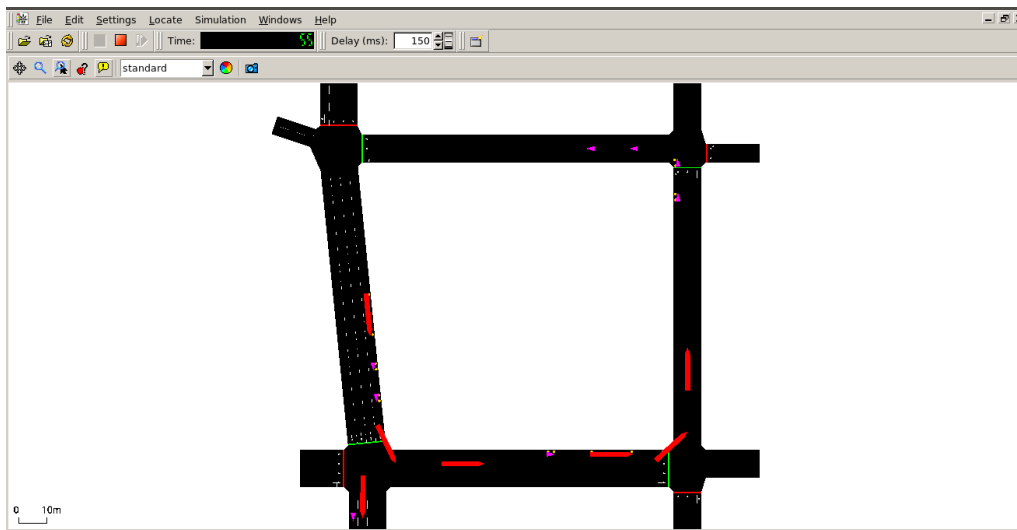 File Edit Settings Locate Simulation Windows Help
Time: 55 Delay (ms): 150
standard
0 10m